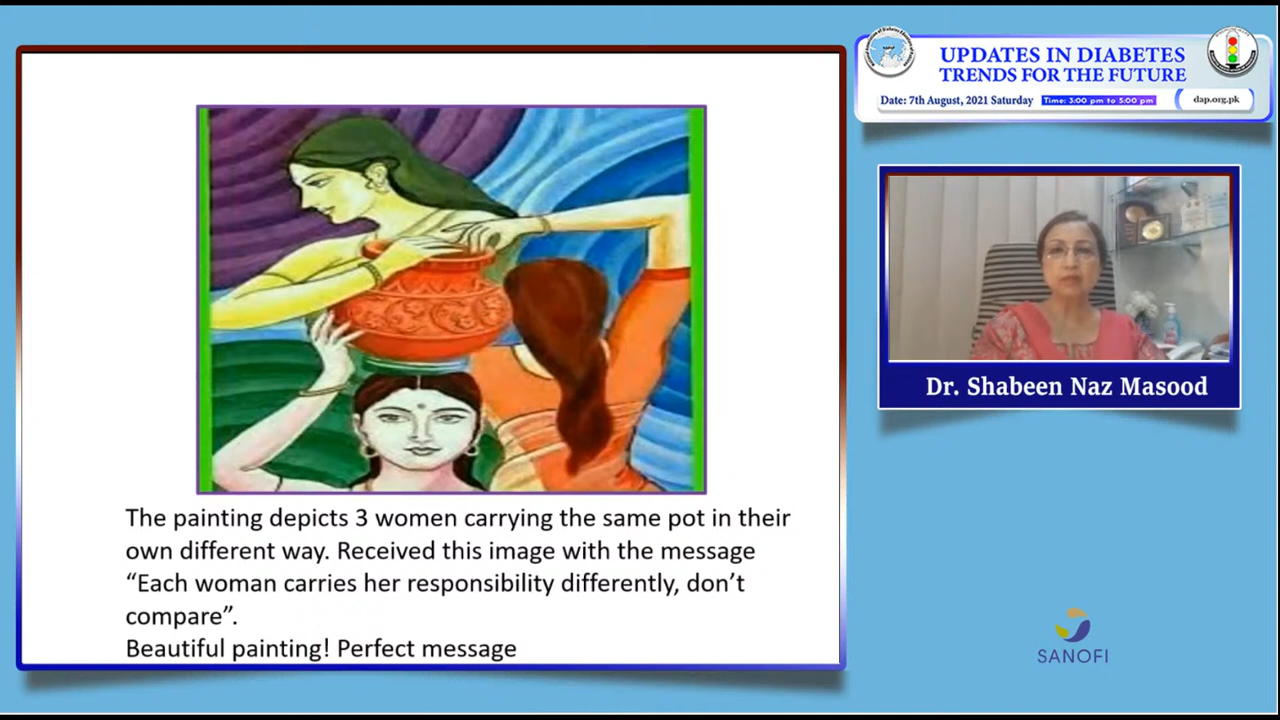 UPDATES IN DIABETES
TRENDS FOR THE FUTURE
Date: 7th August, 2021 Saturday
Time: 3:00 pm to 5:00 pm
dap.org.pk
The painting depicts 3 women carrying the same pot in their
own different way. Received this image with the message
“Each woman carries her responsibility differently, don’t
compare”.
Beautiful painting! Perfect message
Dr. Shabeen Naz Masood
SANOFI